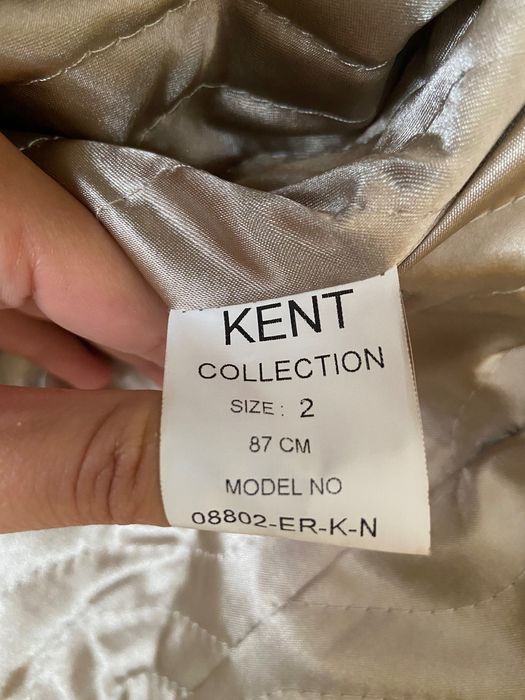 KENT
COLLECTION
SIZE: 2
87 CM
MODEL NO
08802-ER-K-N